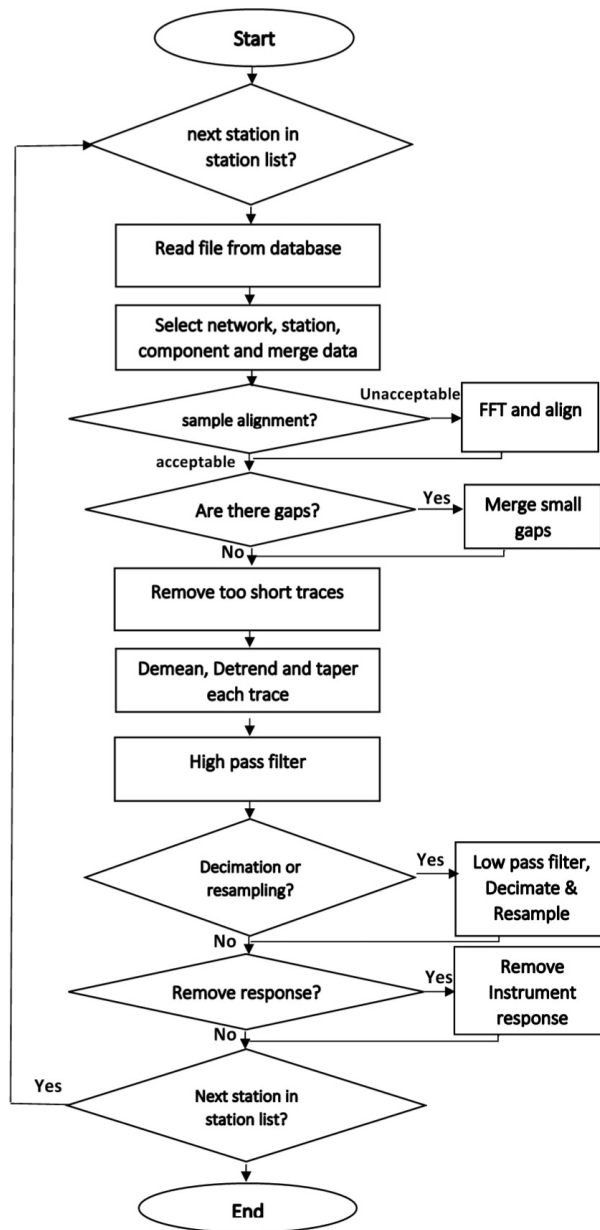 Start
next station in
station list?
Read file from database
Select network, station,
component and merge data
Unacceptable
sample alignment?
FFT and align
acceptable
Yes
Are there gaps?
Merge small
gaps
No
Remove too short traces
Demean, Detrend and taper
each trace
High pass filter
Decimation or
resampling?
Yes
Low pass filter,
Decimate &
Resample
No
Remove response?
Yes
Remove
Instrument
response
No
Yes
Next station in
station list?
End